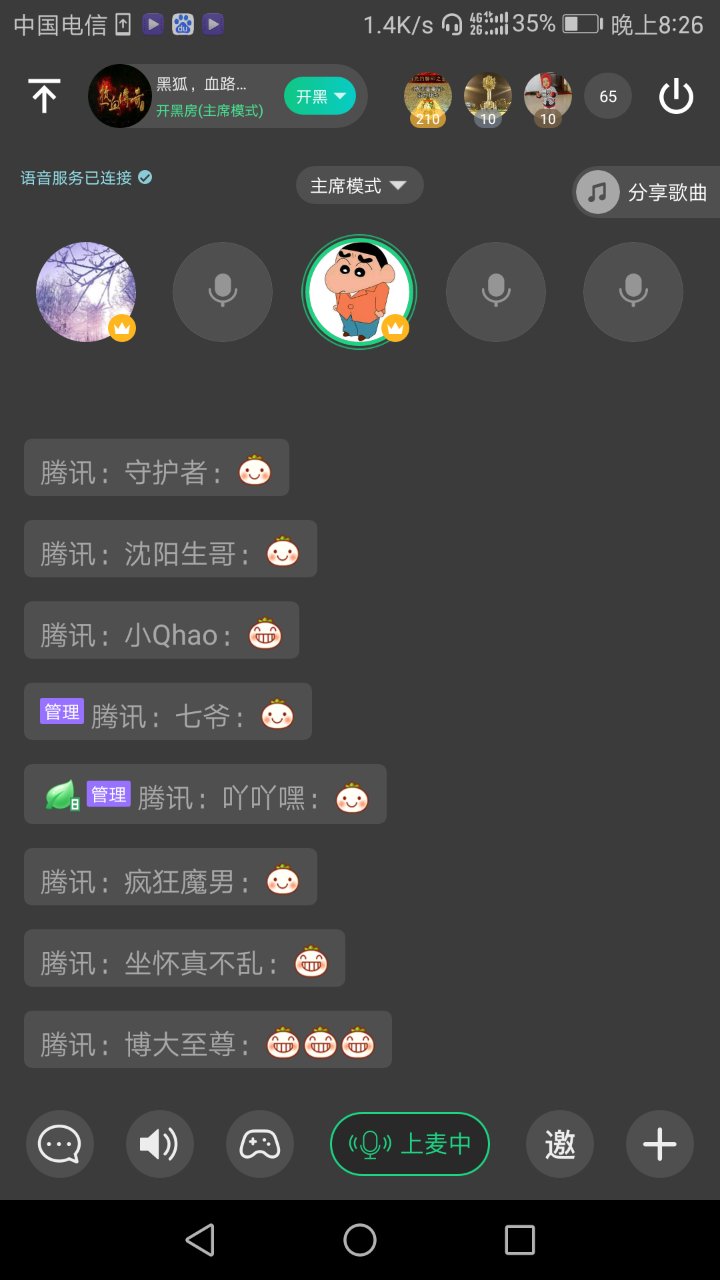 中国电信 1.4K/s 4G 2G 35% 晚上8:26
黑狐，血路...
开黑房(主席模式)
开黑
210
10
10
65
语音服务已连接
主席模式
分享歌曲
腾讯：守护者：
腾讯：沈阳生哥：
腾讯：小Qhao：
管理 腾讯：七爷：
管理 腾讯：吖吖嘿：
腾讯：疯狂魔男：
腾讯：坐怀真不乱：
腾讯：博大至尊：
上麦中
邀